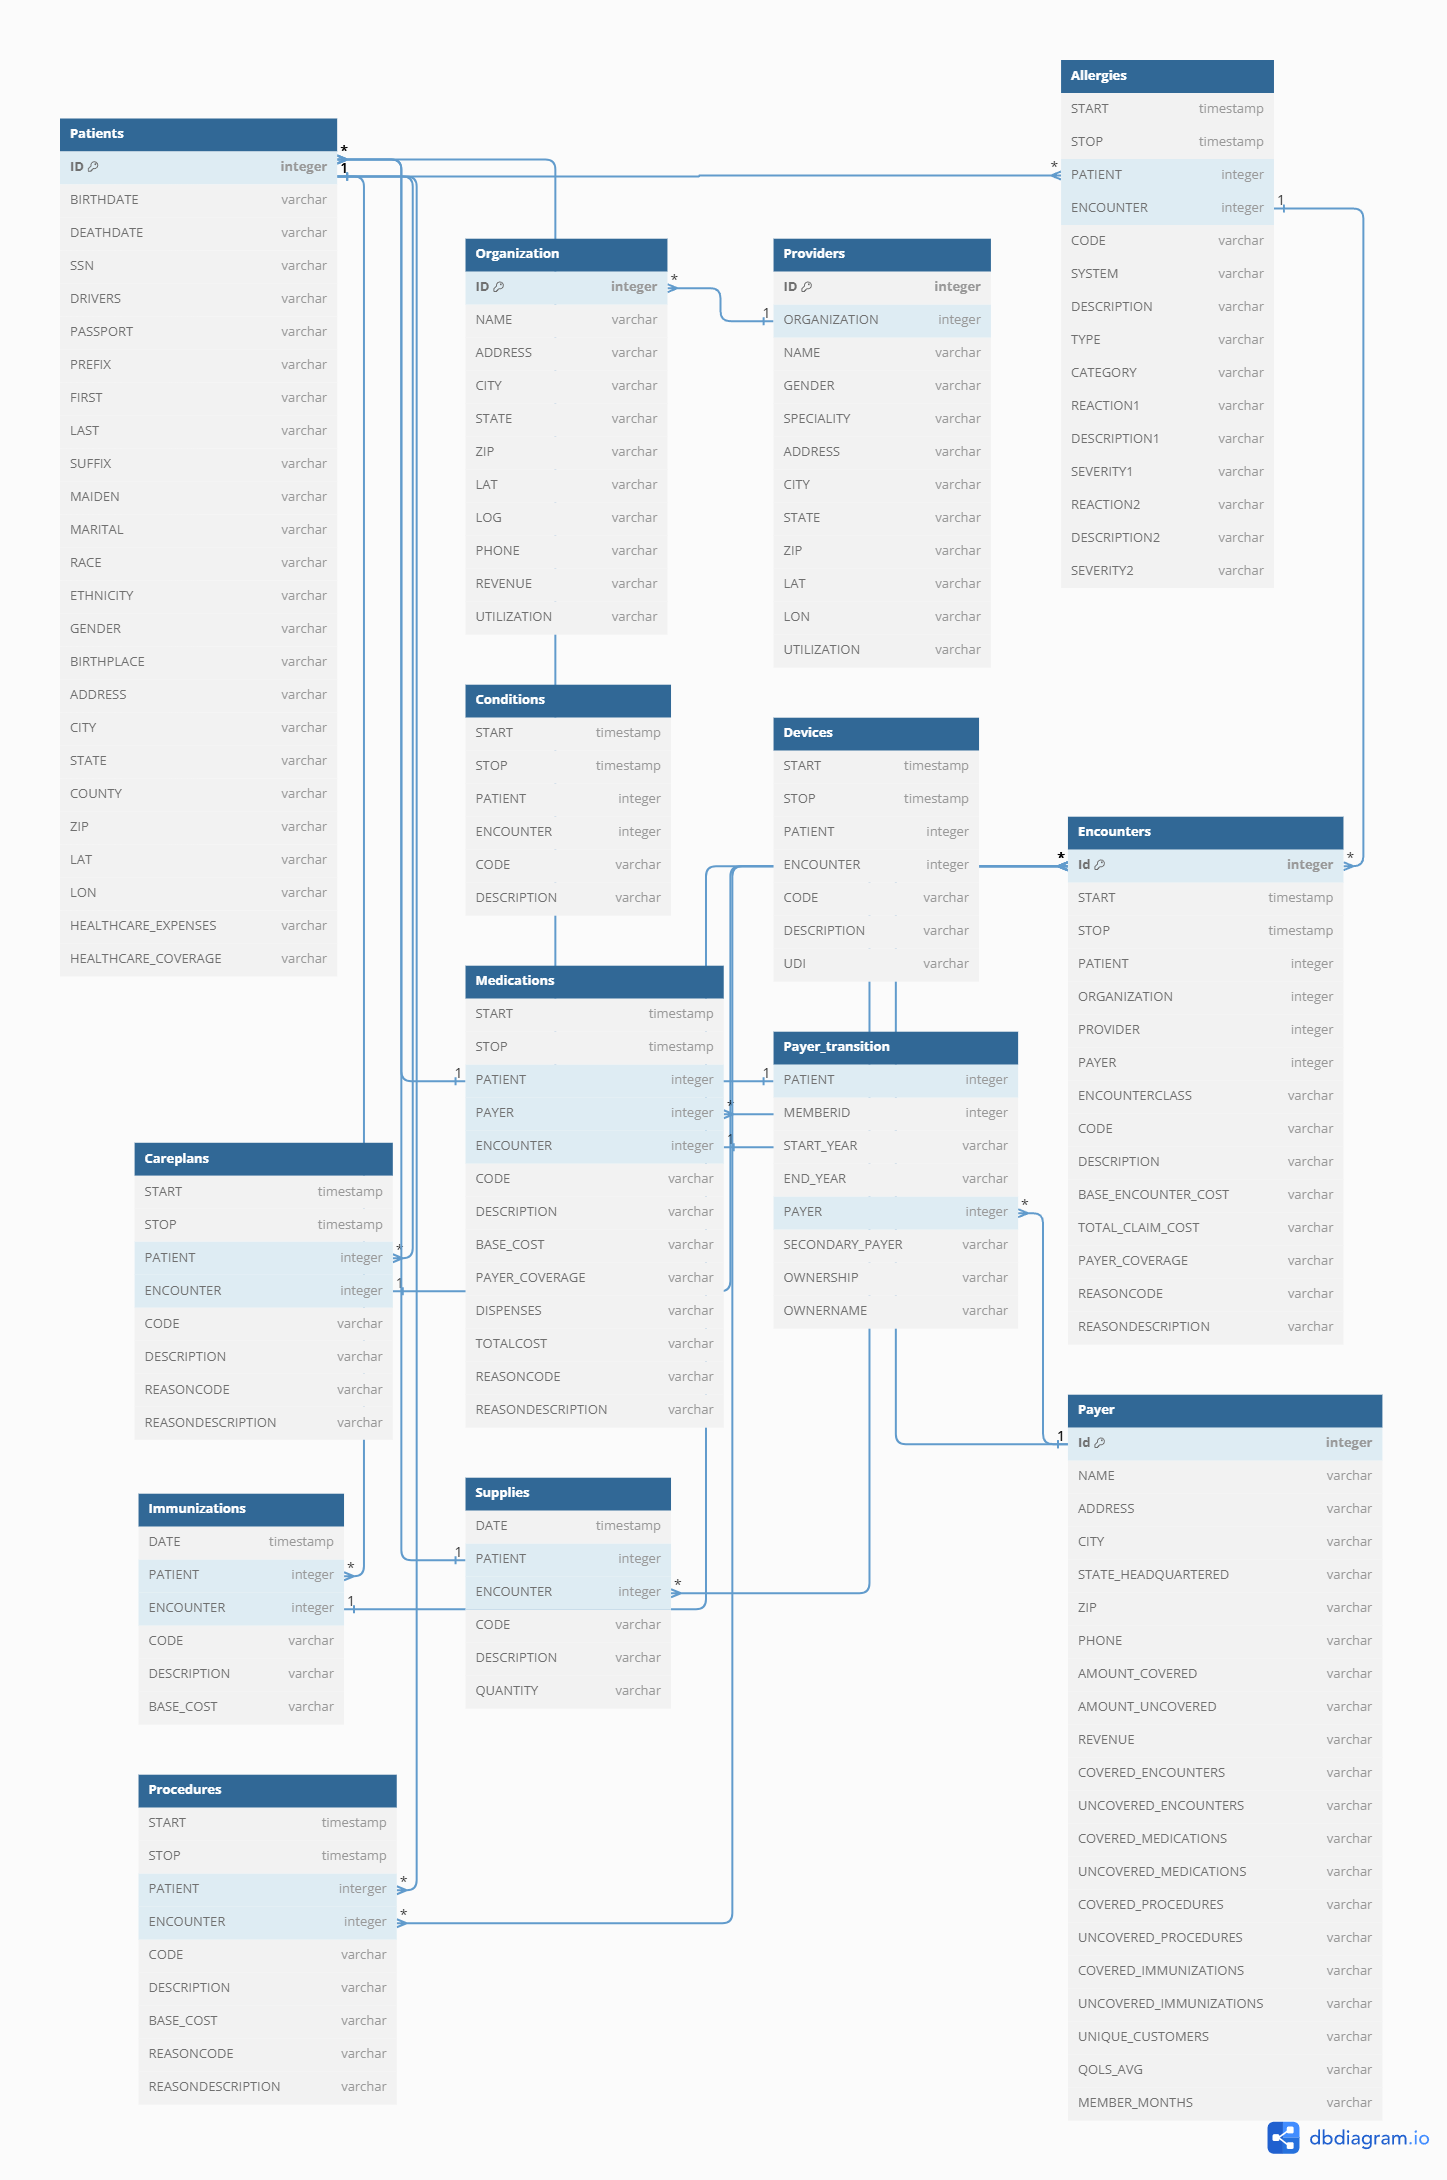 Patients
ID integer
BIRTHDATE varchar
DEATHDATE varchar
SSN varchar
DRIVERS varchar
PASSPORT varchar
PREFIX varchar
FIRST varchar
LAST varchar
SUFFIX varchar
MAIDEN varchar
MARITAL varchar
RACE varchar
ETHNICITY varchar
GENDER varchar
BIRTHPLACE varchar
ADDRESS varchar
CITY varchar
STATE varchar
COUNTY varchar
ZIP varchar
LAT varchar
LON varchar
HEALTHCARE_EXPENSES varchar
HEALTHCARE_COVERAGE varchar
*
1
Organization
ID integer
NAME varchar
ADDRESS varchar
CITY varchar
STATE varchar
ZIP varchar
LAT varchar
LOG varchar
PHONE varchar
REVENUE varchar
UTILIZATION varchar
*
1
Providers
ID integer
ORGANIZATION integer
NAME varchar
GENDER varchar
SPECIALITY varchar
ADDRESS varchar
CITY varchar
STATE varchar
ZIP varchar
LAT varchar
LON varchar
UTILIZATION varchar
Allergies
START timestamp
STOP timestamp
* PATIENT integer
ENCOUNTER integer 1
CODE varchar
SYSTEM varchar
DESCRIPTION varchar
TYPE varchar
CATEGORY varchar
REACTION1 varchar
DESCRIPTION1 varchar
SEVERITY1 varchar
REACTION2 varchar
DESCRIPTION2 varchar
SEVERITY2 varchar
Conditions
START timestamp
STOP timestamp
PATIENT integer
ENCOUNTER integer
CODE varchar
DESCRIPTION varchar
Devices
START timestamp
STOP timestamp
PATIENT integer
ENCOUNTER integer
CODE varchar
DESCRIPTION varchar
UDI varchar
Encounters
* Id integer *
START timestamp
STOP timestamp
PATIENT integer
ORGANIZATION integer
PROVIDER integer
PAYER integer
ENCOUNTERCLASS varchar
CODE varchar
DESCRIPTION varchar
BASE_ENCOUNTER_COST varchar
TOTAL_CLAIM_COST varchar
PAYER_COVERAGE varchar
REASONCODE varchar
REASONDESCRIPTION varchar
Medications
START timestamp
STOP timestamp
1 PATIENT integer
PAYER integer *
ENCOUNTER integer 1
CODE varchar
DESCRIPTION varchar
BASE_COST varchar
PAYER_COVERAGE varchar
DISPENSES varchar
TOTALCOST varchar
REASONCODE varchar
REASONDESCRIPTION varchar
Payer_transition
1 PATIENT integer
MEMBERID integer
START_YEAR varchar
END_YEAR varchar
PAYER integer *
SECONDARY_PAYER varchar
OWNERSHIP varchar
OWNERNAME varchar
Careplans
START timestamp
STOP timestamp
PATIENT integer *
ENCOUNTER integer 1
CODE varchar
DESCRIPTION varchar
REASONCODE varchar
REASONDESCRIPTION varchar
Immunizations
DATE timestamp
PATIENT integer *
ENCOUNTER integer 1
CODE varchar
DESCRIPTION varchar
BASE_COST varchar
Supplies
DATE timestamp
1 PATIENT integer
ENCOUNTER integer *
CODE varchar
DESCRIPTION varchar
QUANTITY varchar
Payer
1 Id integer
NAME varchar
ADDRESS varchar
CITY varchar
STATE_HEADQUARTERED varchar
ZIP varchar
PHONE varchar
AMOUNT_COVERED varchar
AMOUNT_UNCOVERED varchar
REVENUE varchar
COVERED_ENCOUNTERS varchar
UNCOVERED_ENCOUNTERS varchar
COVERED_MEDICATIONS varchar
UNCOVERED_MEDICATIONS varchar
COVERED_PROCEDURES varchar
UNCOVERED_PROCEDURES varchar
COVERED_IMMUNIZATIONS varchar
UNCOVERED_IMMUNIZATIONS varchar
UNIQUE_CUSTOMERS varchar
QOLS_AVG varchar
MEMBER_MONTHS varchar
Procedures
START timestamp
STOP timestamp
PATIENT interger *
ENCOUNTER integer *
CODE varchar
DESCRIPTION varchar
BASE_COST varchar
REASONCODE varchar
REASONDESCRIPTION varchar
dbdiagram.io